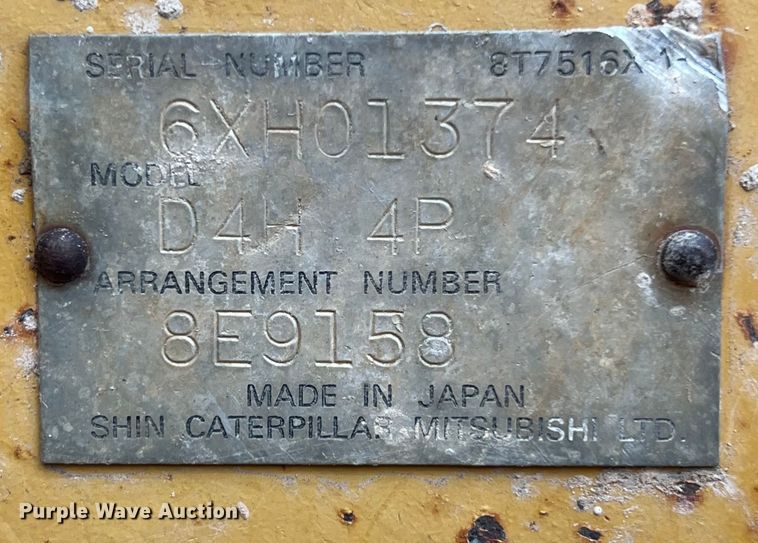 SERIAL NUMBER 8T7516X-1-
6XH01374
MODEL
D4H 4P
ARRANGEMENT NUMBER
8E9158
MADE IN JAPAN
SHIN CATERPILLAR MITSUBISHI LTD.
Purple Wave Auction